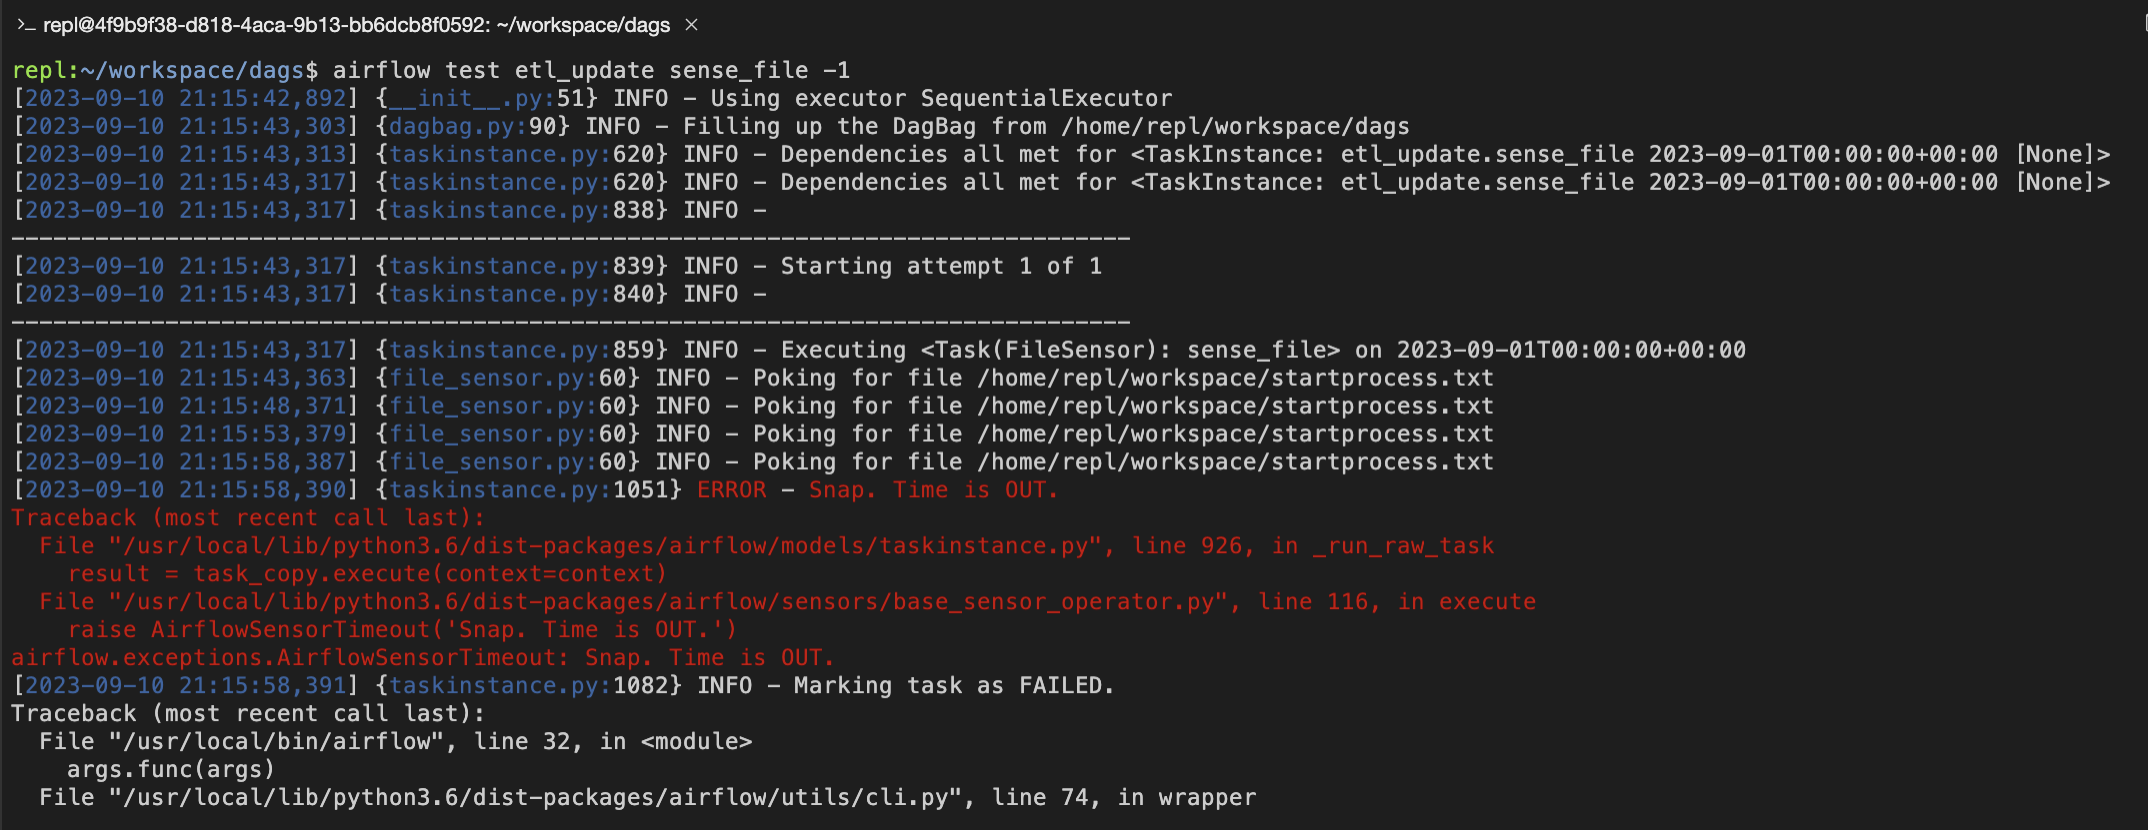 >_ repl@4f9b9f38-d818-4aca-9b13-bb6dcb8f0592: ~/workspace/dags ×
repl:~/workspace/dags$ airflow test etl_update sense_file -1
[2023-09-10 21:15:42,892] {__init__.py:51} INFO - Using executor SequentialExecutor
[2023-09-10 21:15:43,303] {dagbag.py:90} INFO - Filling up the DagBag from /home/repl/workspace/dags
[2023-09-10 21:15:43,313] {taskinstance.py:620} INFO - Dependencies all met for <TaskInstance: etl_update.sense_file 2023-09-01T00:00:00+00:00 [None]>
[2023-09-10 21:15:43,317] {taskinstance.py:620} INFO - Dependencies all met for <TaskInstance: etl_update.sense_file 2023-09-01T00:00:00+00:00 [None]>
[2023-09-10 21:15:43,317] {taskinstance.py:838} INFO -
--------------------------------------------------------------------------------
[2023-09-10 21:15:43,317] {taskinstance.py:839} INFO - Starting attempt 1 of 1
[2023-09-10 21:15:43,317] {taskinstance.py:840} INFO -
--------------------------------------------------------------------------------
[2023-09-10 21:15:43,317] {taskinstance.py:859} INFO - Executing <Task(FileSensor): sense_file> on 2023-09-01T00:00:00+00:00
[2023-09-10 21:15:43,363] {file_sensor.py:60} INFO - Poking for file /home/repl/workspace/startprocess.txt
[2023-09-10 21:15:48,371] {file_sensor.py:60} INFO - Poking for file /home/repl/workspace/startprocess.txt
[2023-09-10 21:15:53,379] {file_sensor.py:60} INFO - Poking for file /home/repl/workspace/startprocess.txt
[2023-09-10 21:15:58,387] {file_sensor.py:60} INFO - Poking for file /home/repl/workspace/startprocess.txt
[2023-09-10 21:15:58,390] {taskinstance.py:1051} ERROR - Snap. Time is OUT.
Traceback (most recent call last):
  File "/usr/local/lib/python3.6/dist-packages/airflow/models/taskinstance.py", line 926, in _run_raw_task
    result = task_copy.execute(context=context)
  File "/usr/local/lib/python3.6/dist-packages/airflow/sensors/base_sensor_operator.py", line 116, in execute
    raise AirflowSensorTimeout('Snap. Time is OUT.')
airflow.exceptions.AirflowSensorTimeout: Snap. Time is OUT.
[2023-09-10 21:15:58,391] {taskinstance.py:1082} INFO - Marking task as FAILED.
Traceback (most recent call last):
  File "/usr/local/bin/airflow", line 32, in <module>
    args.func(args)
  File "/usr/local/lib/python3.6/dist-packages/airflow/utils/cli.py", line 74, in wrapper